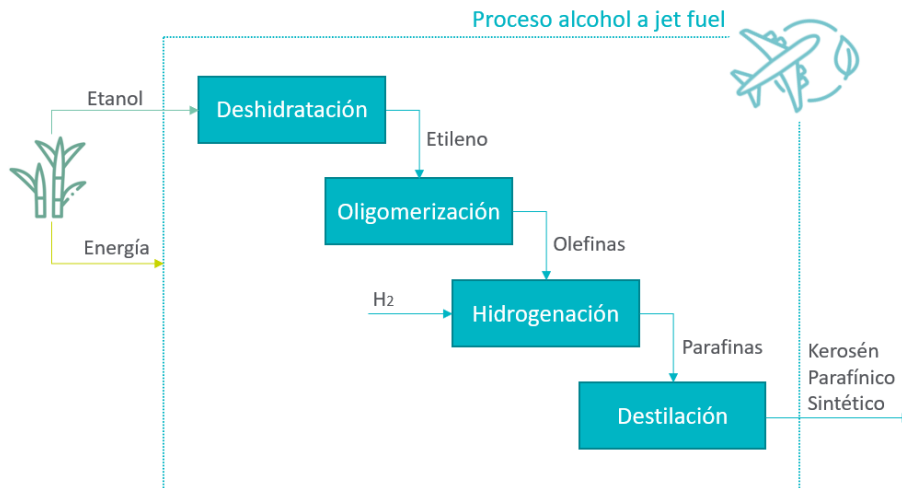 Proceso alcohol a jet fuel
Etanol
Deshidratación
Etileno
Oligomerización
Energía
Olefinas
H2
Hidrogenación
Parafinas
Kerosén
Parafínico
Sintético
Destilación